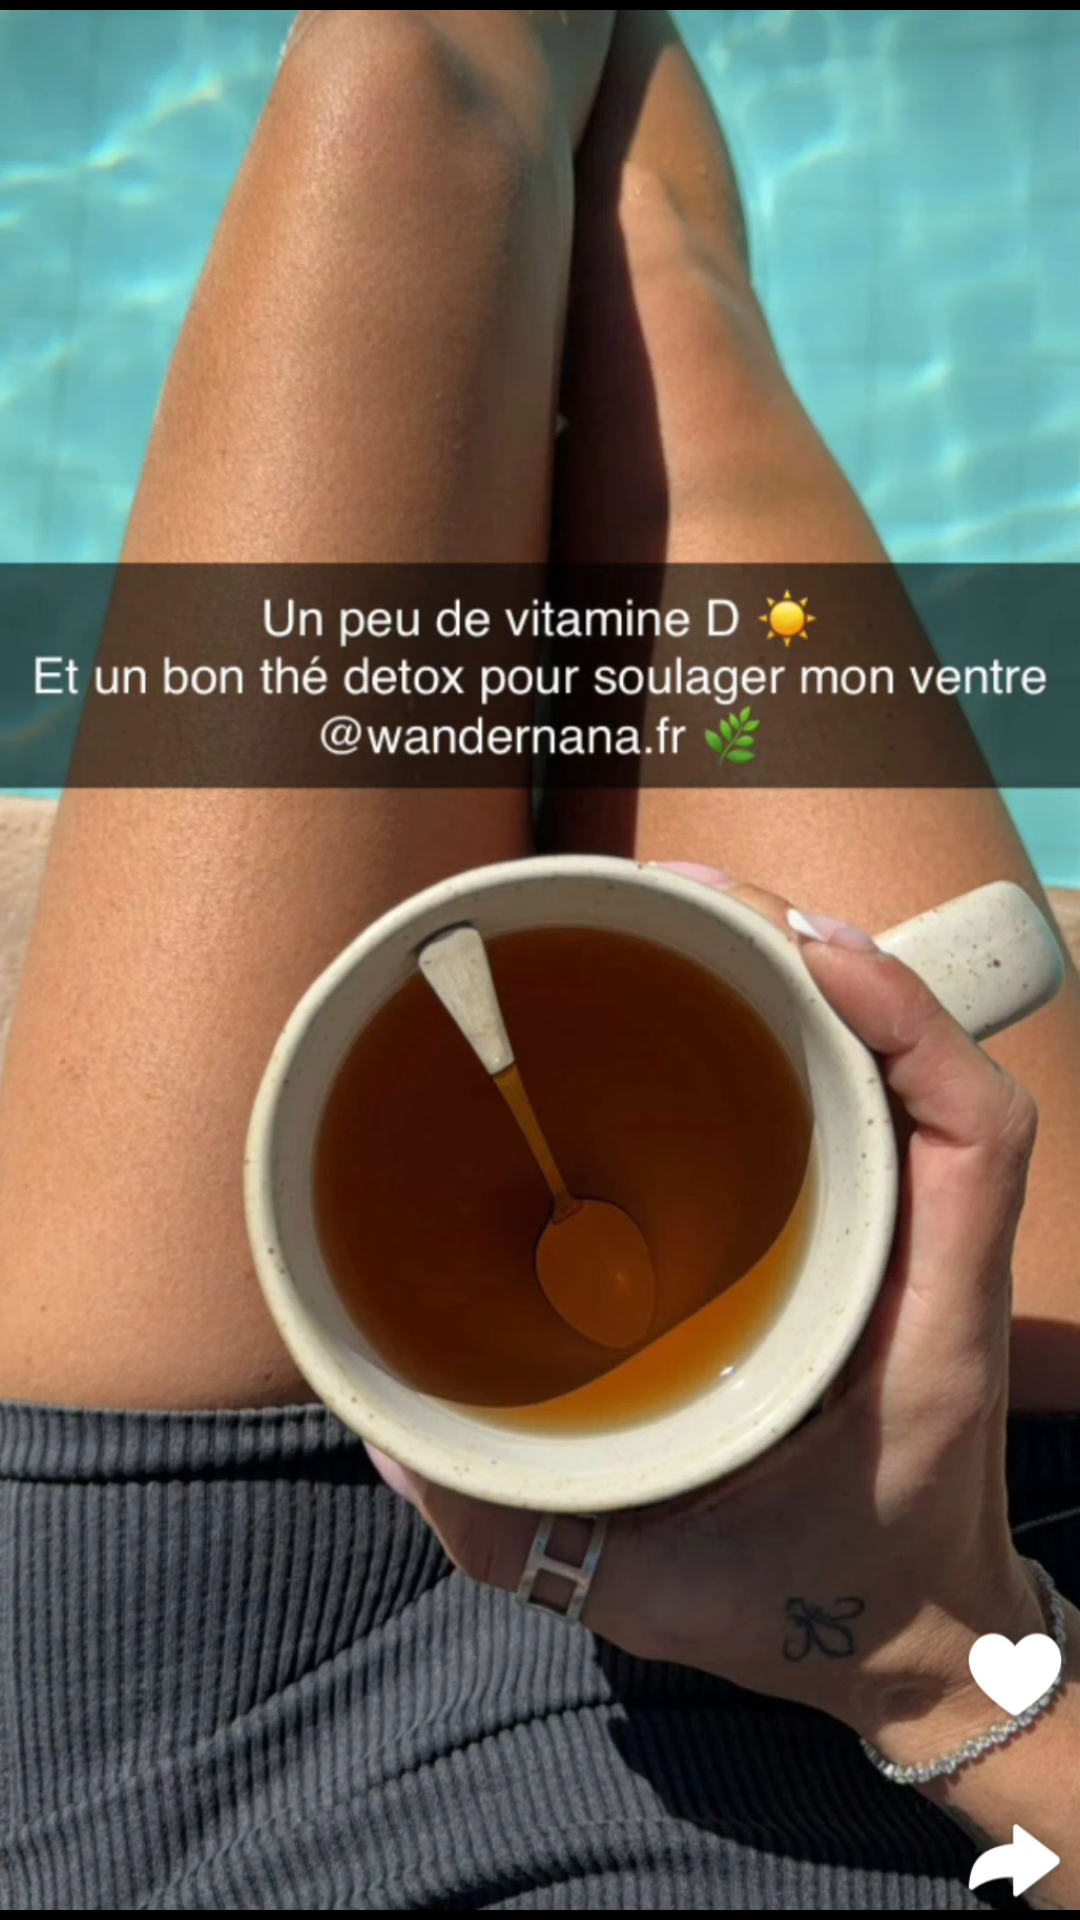 Un peu de vitamine D ☀️
Et un bon thé detox pour soulager mon ventre
@wandernana.fr 🌿